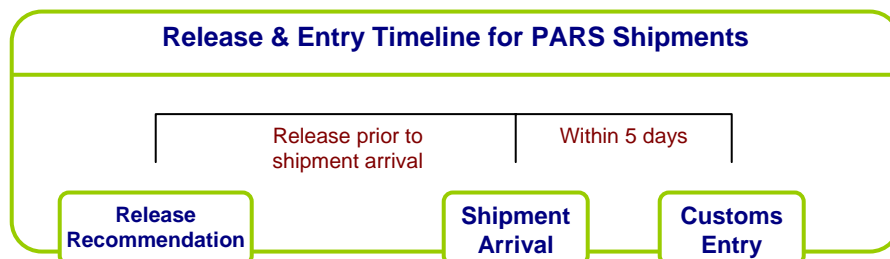 Release & Entry Timeline for PARS Shipments
Release prior to
shipment arrival
Within 5 days
Release
Recommendation
Shipment
Arrival
Customs
Entry